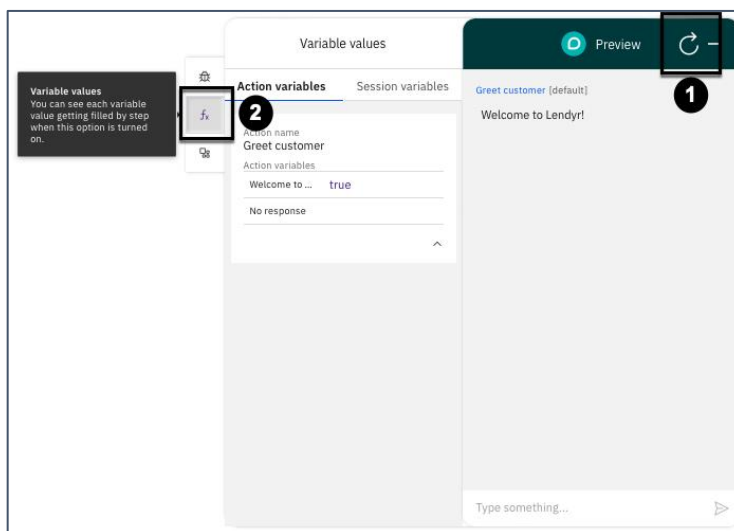 Variable values
Preview
1
Variable values
You can see each variable
value getting filled by step
when this option is turned
on.
fx
2
Action variables
Session variables
Action name
Greet customer
Action variables
Welcome to ...
true
No response
Greet customer [default]
Welcome to Lendyr!
Type something...